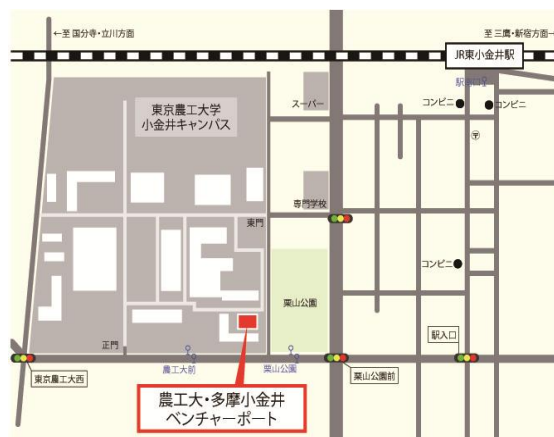 ←至 国分寺・立川方面
至 三鷹・新宿方面→
JR東小金井駅
コンビニ
コンビニ
スーパー
東京農工大学
小金井キャンパス
〒
専門学校
東門
コンビニ
栗山公園
駅入口
正門
農工大前
栗山公園
東京農工大西
栗山公園前
農工大・多摩小金井
ベンチャーポート